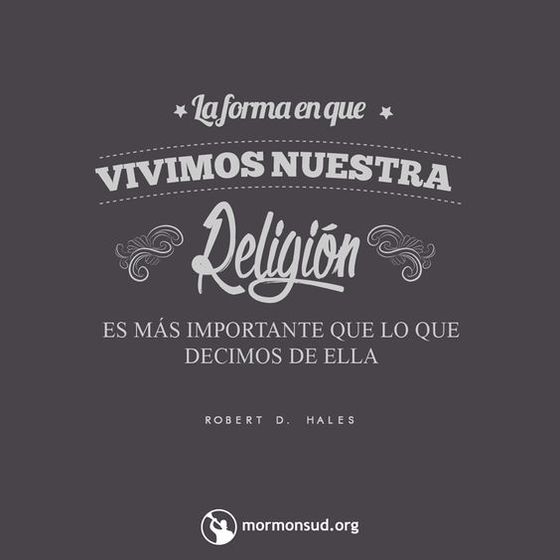 La forma en que
VIVIMOS NUESTRA
Religión
ES MÁS IMPORTANTE QUE LO QUE
DECIMOS DE ELLA
ROBERT D. HALES
mormonsud.org